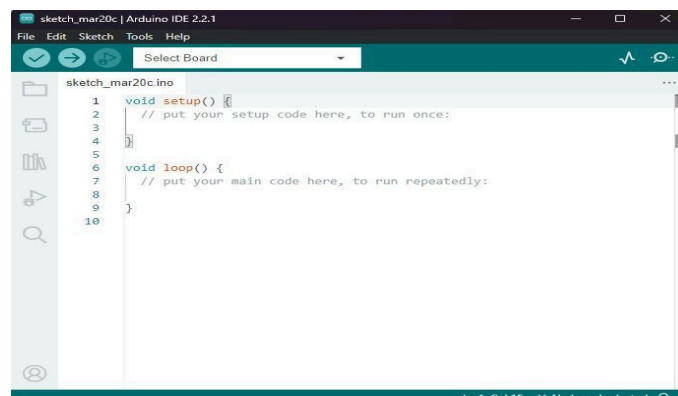 sketch_mar20c | Arduino IDE 2.2.1
File Edit Sketch Tools Help
Select Board
sketch_mar20c.ino
1 void setup() {
2 // put your setup code here, to run once:
3
4 }
5
6 void loop() {
7 // put your main code here, to run repeatedly:
8
9 }
10